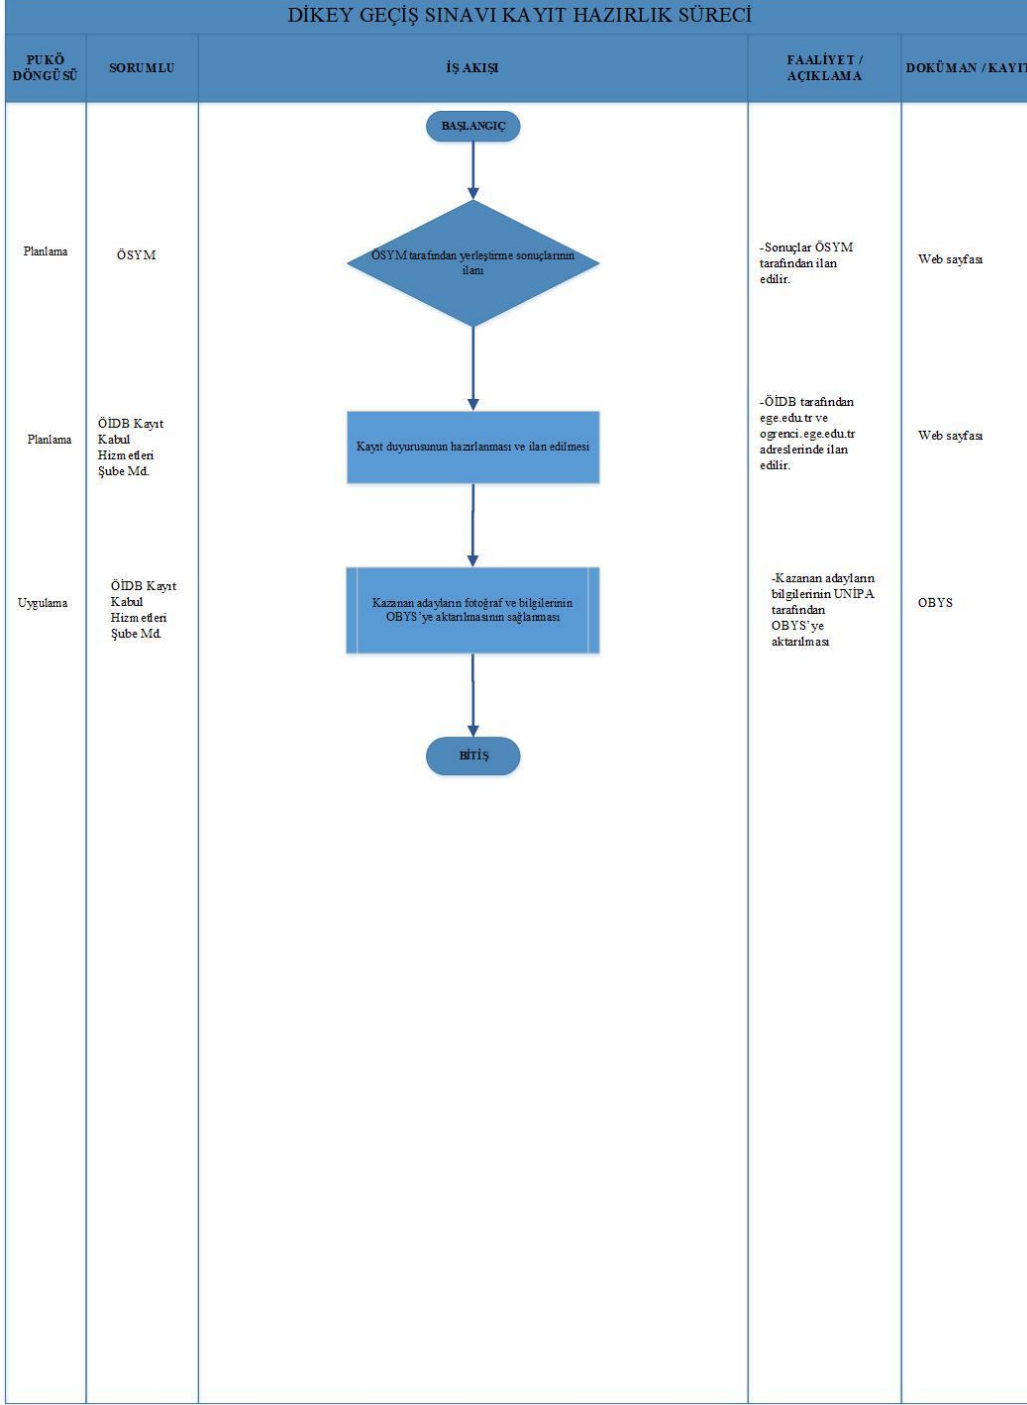 DİKEY GEÇİŞ SINAVI KAYIT HAZIRLIK SÜRECİ
PUKÖ
DÖNGÜSÜ
SORUMLU
İŞ AKIŞI
FAALİYET /
AÇIKLAMA
DOKÜMAN / KAYIT
BAŞLANGIÇ
Planlama
ÖSYM
ÖSYM tarafından yerleştirme sonuçlarının
ilanı
-Sonuçlar ÖSYM
tarafından ilan
edilir.
Web sayfası
Planlama
ÖİDB Kayıt
Kabul
Hizmetleri
Şube Md.
Kayıt duyurusunun hazırlanması ve ilan edilmesi
-ÖİDB tarafından
ege.edu.tr ve
ogrenci.ege.edu.tr
adreslerinde ilan
edilir.
Web sayfası
Uygulama
ÖİDB Kayıt
Kabul
Hizmetleri
Şube Md.
Kazanan adayların fotoğraf ve bilgilerinin
OBYS'ye aktarılmasının sağlanması
-Kazanan adayların
bilgilerinin UNİPA
tarafından
OBYS'ye
aktarılması
OBYS
BİTİŞ